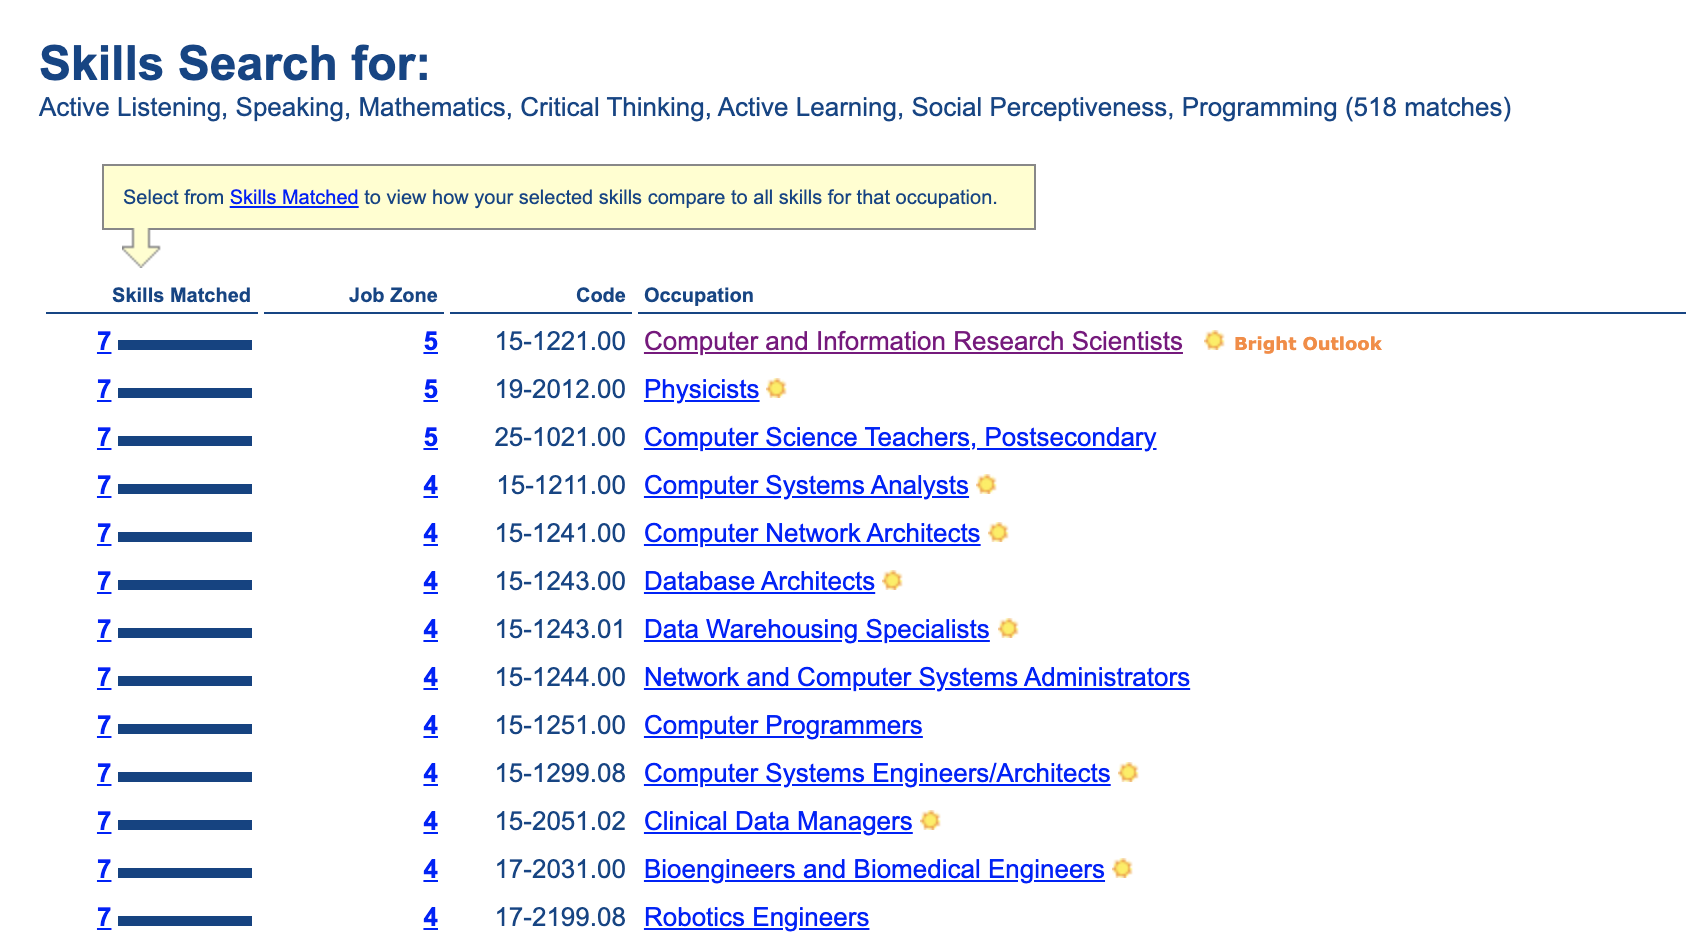 Skills Search for:
Active Listening, Speaking, Mathematics, Critical Thinking, Active Learning, Social Perceptiveness, Programming (518 matches)
Select from Skills Matched to view how your selected skills compare to all skills for that occupation.
Skills Matched Job Zone Code Occupation
7 5 15-1221.00 Computer and Information Research Scientists Bright Outlook
7 5 19-2012.00 Physicists
7 5 25-1021.00 Computer Science Teachers, Postsecondary
7 4 15-1211.00 Computer Systems Analysts
7 4 15-1241.00 Computer Network Architects
7 4 15-1243.00 Database Architects
7 4 15-1243.01 Data Warehousing Specialists
7 4 15-1244.00 Network and Computer Systems Administrators
7 4 15-1251.00 Computer Programmers
7 4 15-1299.08 Computer Systems Engineers/Architects
7 4 15-2051.02 Clinical Data Managers
7 4 17-2031.00 Bioengineers and Biomedical Engineers
7 4 17-2199.08 Robotics Engineers